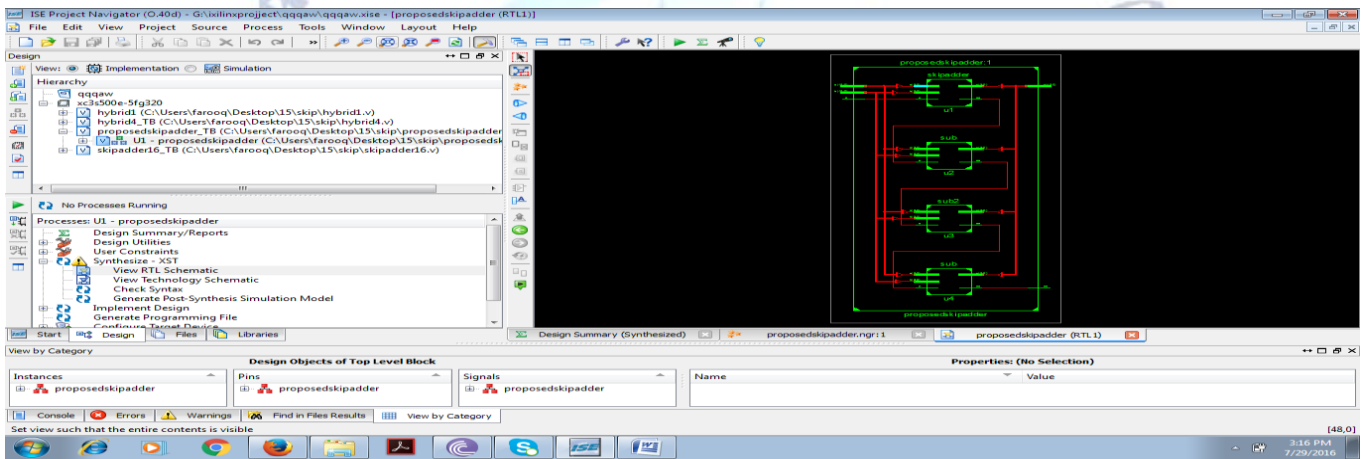 ISE Project Navigator (O.40d) - G:\ixilinxprojject\qqqaw\qqqaw.xise - [proposedskipadder (RTL1)]
File Edit View Project Source Process Tools Window Layout Help
Design
View: Implementation Simulation
Hierarchy
qqqaw
xc3s500e-5fg320
hybrid1 (C:\Users\farooq\Desktop\15\skip\hybrid1.v)
hybrid4_TB (C:\Users\farooq\Desktop\15\skip\hybrid4.v)
proposedskipadder_TB (C:\Users\farooq\Desktop\15\skip\proposedskipadder
U1 - proposedskipadder (C:\Users\farooq\Desktop\15\skip\proposedsk
skipadder16_TB (C:\Users\farooq\Desktop\15\skip\skipadder16.v)
No Processes Running
Processes: U1 - proposedskipadder
Design Summary/Reports
Design Utilities
User Constraints
Synthesize - XST
View RTL Schematic
View Technology Schematic
Check Syntax
Generate Post-Synthesis Simulation Model
Implement Design
Generate Programming File
Configure Target Device
Start Design Files Libraries
proposedskipadder:1
skipadder
u1
sub
u2
sub2
u3
sub
u4
proposedskipadder
Design Summary (Synthesized) proposedskipadder.ngr:1 proposedskipadder (RTL1)
View by Category
Design Objects of Top Level Block Properties: (No Selection)
Instances Pins Signals Name Value
proposedskipadder proposedskipadder proposedskipadder
Console Errors Warnings Find in Files Results View by Category
Set view such that the entire contents is visible [48,0]
3:16 PM
7/29/2016